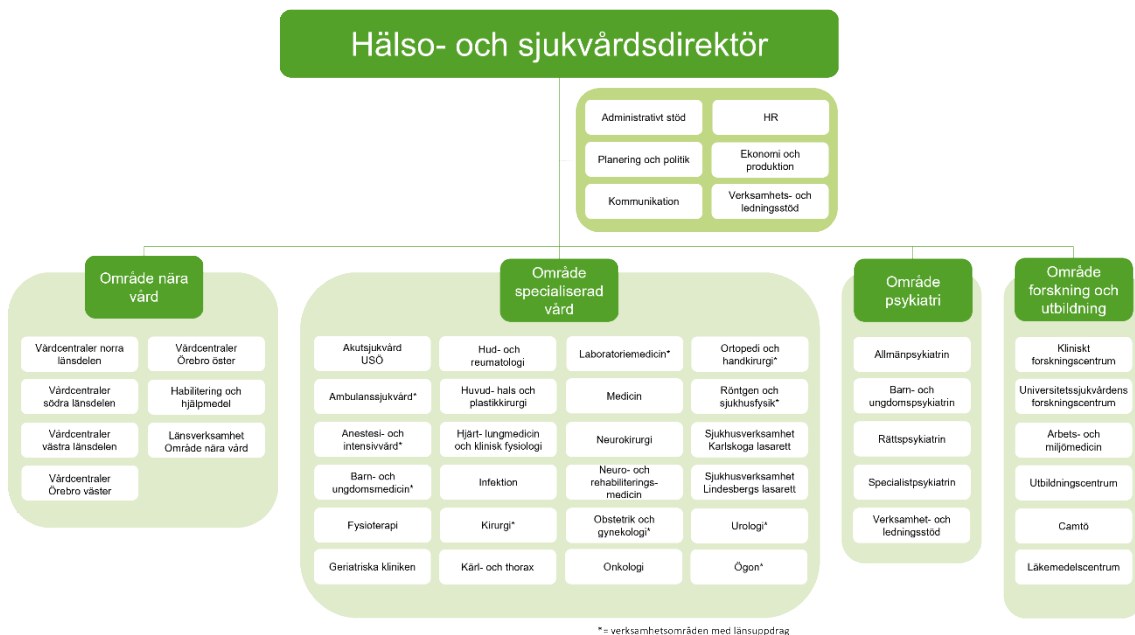 Hälso- och sjukvårdsdirektör
Administrativt stöd
HR
Planering och politik
Ekonomi och
produktion
Kommunikation
Verksamhets- och
ledningsstöd
Område nära
vård
Vårdcentraler norra
länsdelen
Vårdcentraler
Örebro öster
Vårdcentraler
södra länsdelen
Habilitering och
hjälpmedel
Vårdcentraler
västra länsdelen
Länsverksamhet
Område nära vård
Vårdcentraler
Örebro väster
Område
specialiserad
vård
Akutsjukvård
USÖ
Hud- och
reumatologi
Laboratoriemedicin*
Ortopedi och
handkirurgi*
Ambulanssjukvård*
Huvud- hals och
plastikkirurgi
Medicin
Röntgen och
sjukhusfysik*
Anestesi- och
intensivvård*
Hjärt- lungmedicin
och klinisk fysiologi
Neurokirurgi
Sjukhusverksamhet
Karlskoga lasarett
Barn- och
ungdomsmedicin*
Infektion
Neuro- och
rehabiliterings-
medicin
Sjukhusverksamhet
Lindesbergs lasarett
Fysioterapi
Kirurgi*
Obstetrik och
gynekologi*
Urologi*
Geriatriska kliniken
Kärl- och thorax
Onkologi
Ögon*
Område
psykiatri
Allmänpsykiatrin
Barn- och
ungdomspsykiatrin
Rättspsykiatrin
Specialistpsykiatrin
Verksamhet- och
ledningsstöd
Område
forskning och
utbildning
Kliniskt
forskningscentrum
Universitetssjukvårdens
forskningscentrum
Arbets- och
miljömedicin
Utbildningscentrum
Camtö
Läkemedelscentrum
*= verksamhetsområden med länsuppdrag